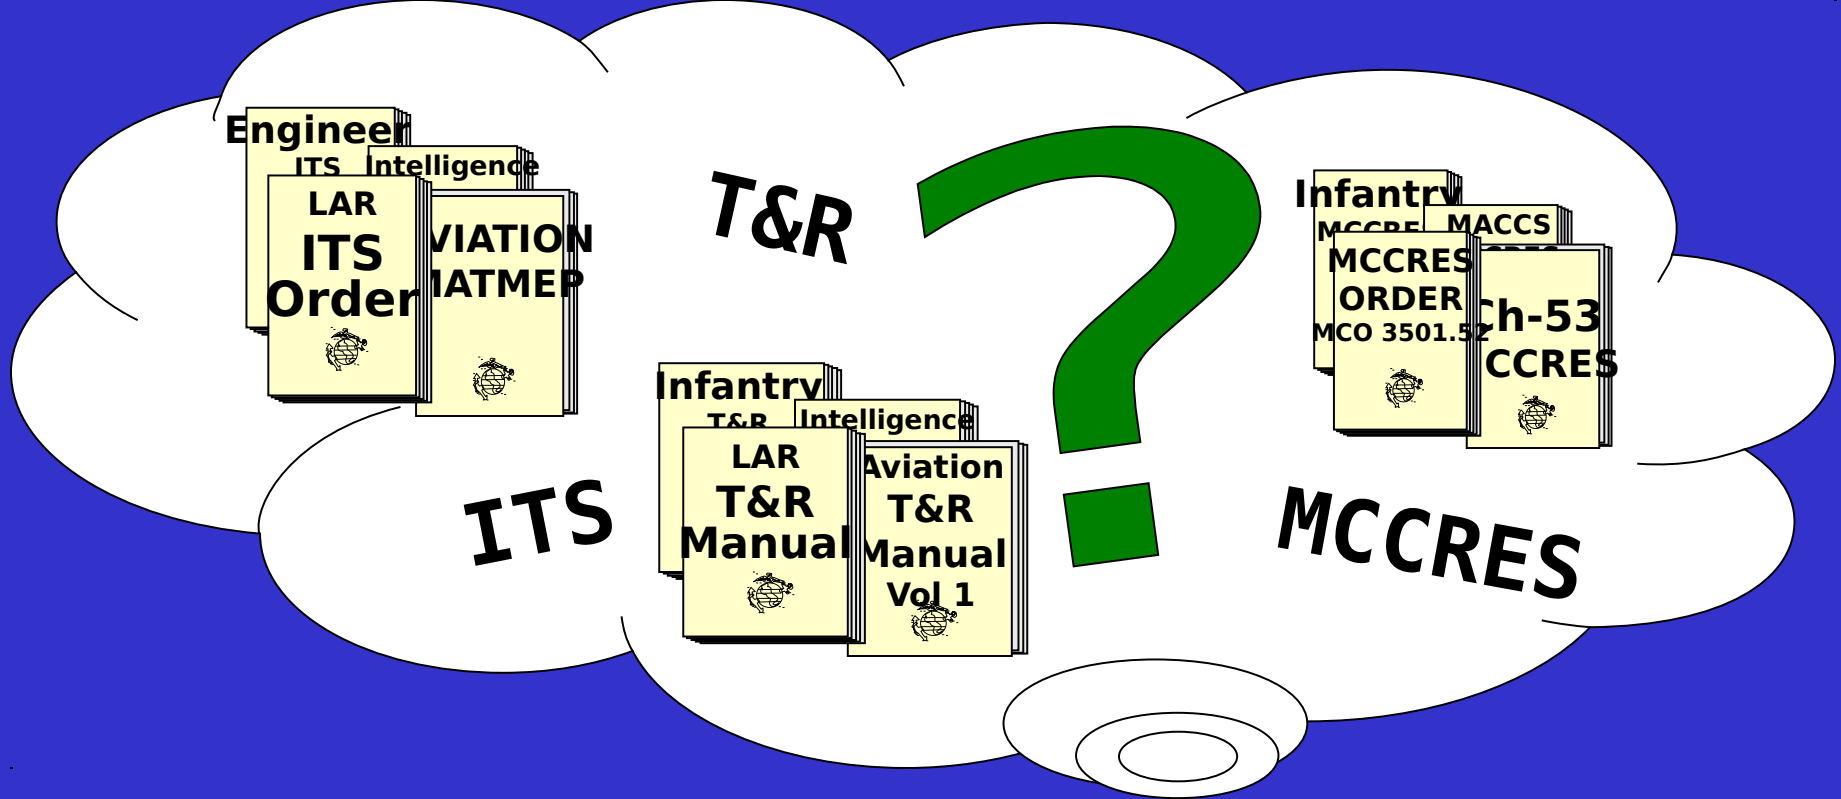 Engineer
ITS
Intelligence
LAR
ITS
Order
VIATION
MATMEP
T&R
Infantry
MCCRE
MACCS
MCCRES
ORDER
MCO 3501.52
Ch-53
CCRES
Infantry
T&R
Intelligence
LAR
T&R
Manual
Aviation
T&R
Manual
Vol 1
ITS
MCCRES